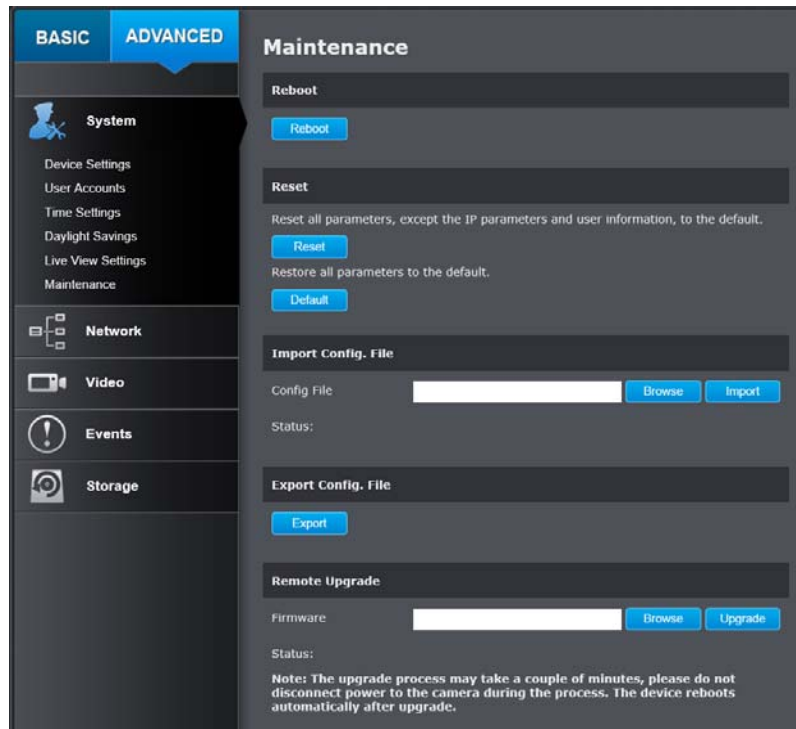 BASIC
ADVANCED
System
Device Settings
User Accounts
Time Settings
Daylight Savings
Live View Settings
Maintenance
Network
Video
Events
Storage
Maintenance
Reboot
Reboot
Reset
Reset all parameters, except the IP parameters and user information, to the default.
Reset
Restore all parameters to the default.
Default
Import Config. File
Config File
Browse
Import
Status:
Export Config. File
Export
Remote Upgrade
Firmware
Browse
Upgrade
Status:
Note: The upgrade process may take a couple of minutes, please do not
disconnect power to the camera during the process. The device reboots
automatically after upgrade.